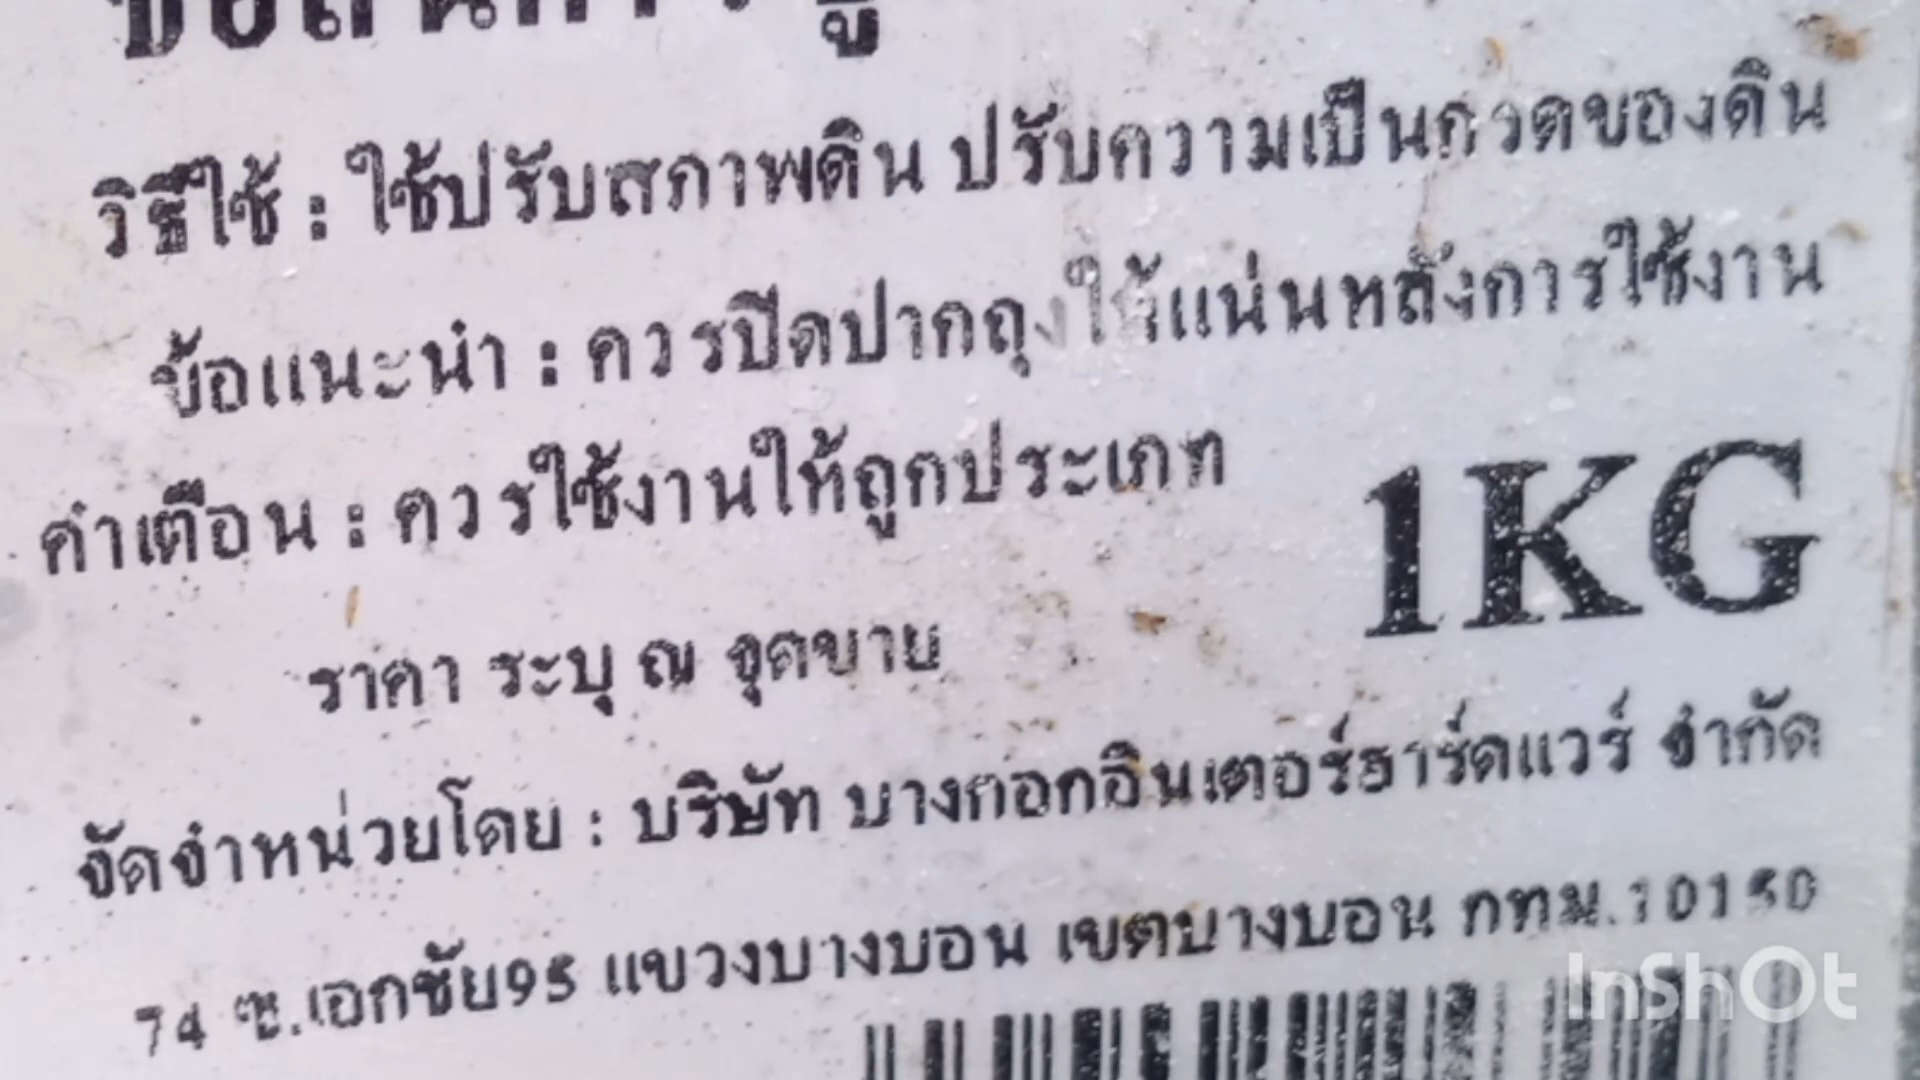 วิธีใช้ : ใช้ปรับสภาพดิน ปรับความเป็นกรดของดิน
ข้อแนะนำ : ควรปิดปากถุงให้แน่นหลังการใช้งาน
คำเตือน : ควรใช้งานให้ถูกประเภท
1KG
ราคา ระบุ ณ จุดขาย
จัดจำหน่วยโดย : บริษัท บางกอกอินเตอร์ฮาร์ดแวร์ จำกัด
74 ซ.เอกชัย95 แขวงบางบอน เขตบางบอน กทม.10150
InShOt